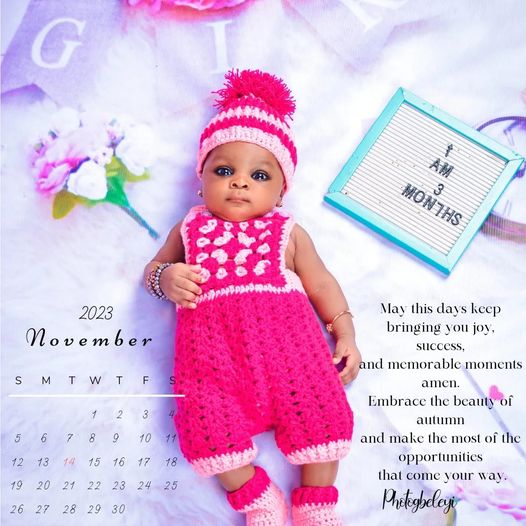 G I R
I
AM
3
MONTHS
2023
November
S M T W T F S
1 2 3 4
5 6 7 8 9 10 11
12 13 14 15 16 17 18
19 20 21 22 23 24 25
26 27 28 29 30
May this days keep
bringing you joy,
success,
and memorable moments
amen.
Embrace the beauty of
autumn
and make the most of the
opportunities
that come your way.
Photogbeleyi